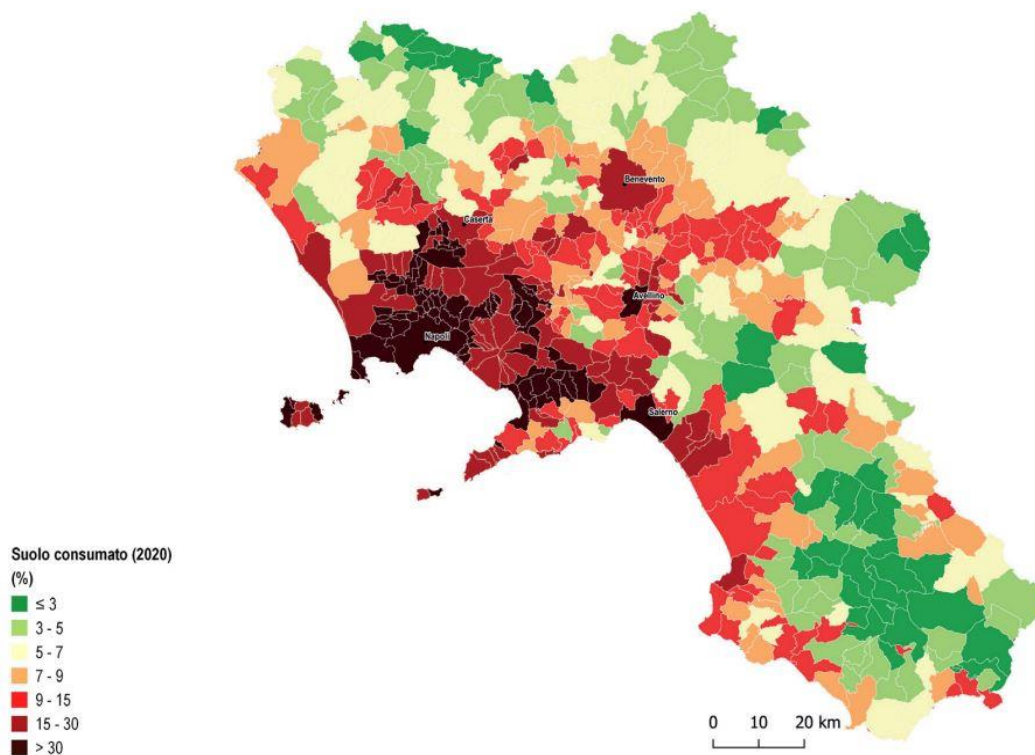 Benevento
Caserta
Avellino
Napoli
Salerno
Suolo consumato (2020)
(%)
≤ 3
3 - 5
5 - 7
7 - 9
9 - 15
15 - 30
> 30
0 10 20 km